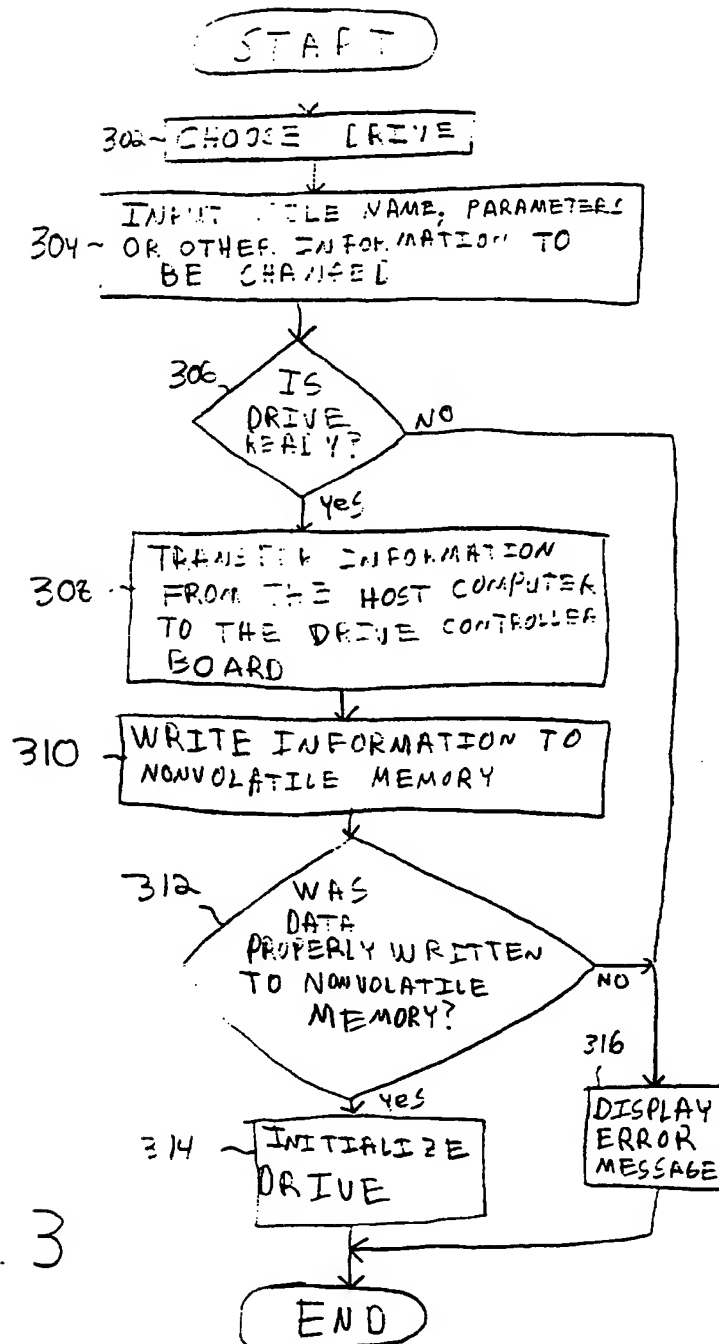 START
302 CHOOSE DRIVE
INPUT FILE NAME, PARAMETERS
304 OR OTHER INFORMATION TO
BE CHANGED
306
IS
DRIVE
READY?
NO
yes
TRANSFER INFORMATION
308 FROM THE HOST COMPUTER
TO THE DRIVE CONTROLLER
BOARD
310 WRITE INFORMATION TO
NONVOLATILE MEMORY
312
WAS
DATA
PROPERLY WRITTEN
TO NONVOLATILE
MEMORY?
NO
yes
316
DISPLAY
ERROR
MESSAGE
314 INITIALIZE
DRIVE
. 3
END